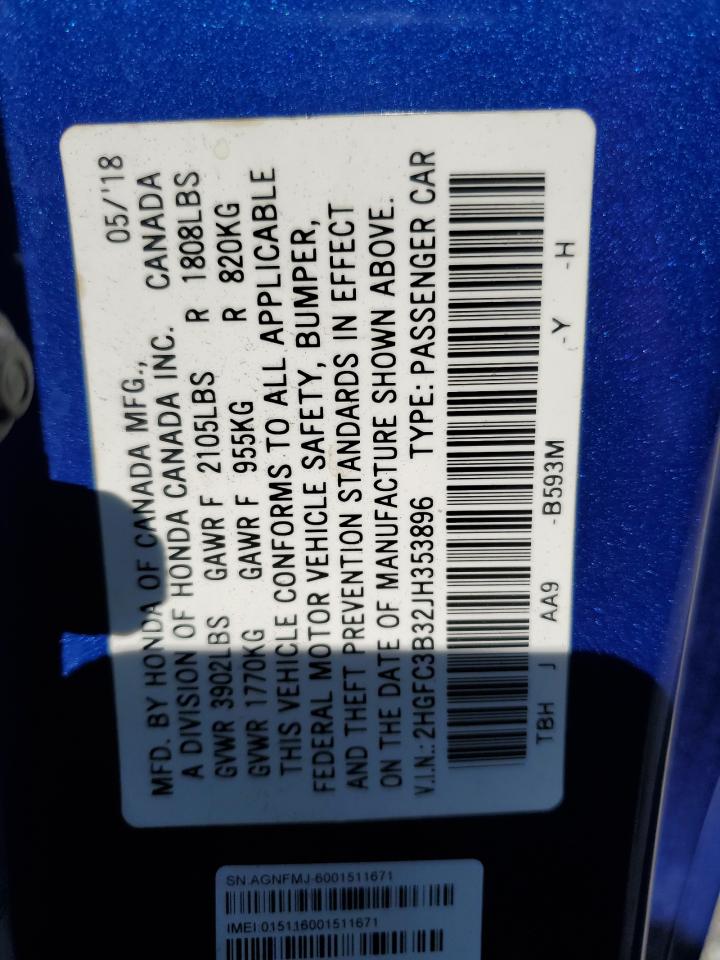 MFD. BY HONDA OF CANADA MFG., 05/'18
A DIVISION OF HONDA CANADA INC. CANADA
GVWR 3902LBS GAWR F 2105LBS R 1808LBS
GVWR 1770KG GAWR F 955KG R 820KG
THIS VEHICLE CONFORMS TO ALL APPLICABLE
FEDERAL MOTOR VEHICLE SAFETY, BUMPER,
AND THEFT PREVENTION STANDARDS IN EFFECT
ON THE DATE OF MANUFACTURE SHOWN ABOVE.
V.I.N.: 2HGFC3B32JH353896 TYPE: PASSENGER CAR
TBH J AA9 -B593M -Y -H
SN:AGNFMJ-6001511671
IMEI:015116001511671